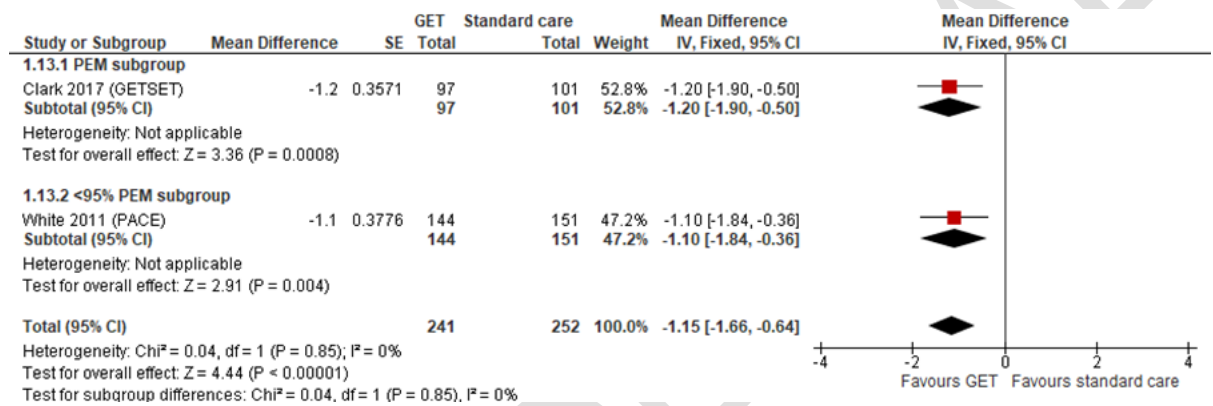 GET Standard care Mean Difference Mean Difference
Study or Subgroup Mean Difference SE Total Total Weight IV, Fixed, 95% CI IV, Fixed, 95% CI
1.13.1 PEM subgroup
Clark 2017 (GETSET) -1.2 0.3571 97 101 52.8% -1.20 [-1.90, -0.50]
Subtotal (95% CI) 97 101 52.8% -1.20 [-1.90, -0.50]
Heterogeneity: Not applicable
Test for overall effect: Z = 3.36 (P = 0.0008)
1.13.2 <95% PEM subgroup
White 2011 (PACE) -1.1 0.3776 144 151 47.2% -1.10 [-1.84, -0.36]
Subtotal (95% CI) 144 151 47.2% -1.10 [-1.84, -0.36]
Heterogeneity: Not applicable
Test for overall effect: Z = 2.91 (P = 0.004)
Total (95% CI) 241 252 100.0% -1.15 [-1.66, -0.64]
Heterogeneity: Chi² = 0.04, df = 1 (P = 0.85); I² = 0%
Test for overall effect: Z = 4.44 (P < 0.00001)
Test for subgroup differences: Chi² = 0.04, df = 1 (P = 0.85), I² = 0%
-4 -2 0 2 4
Favours GET Favours standard care